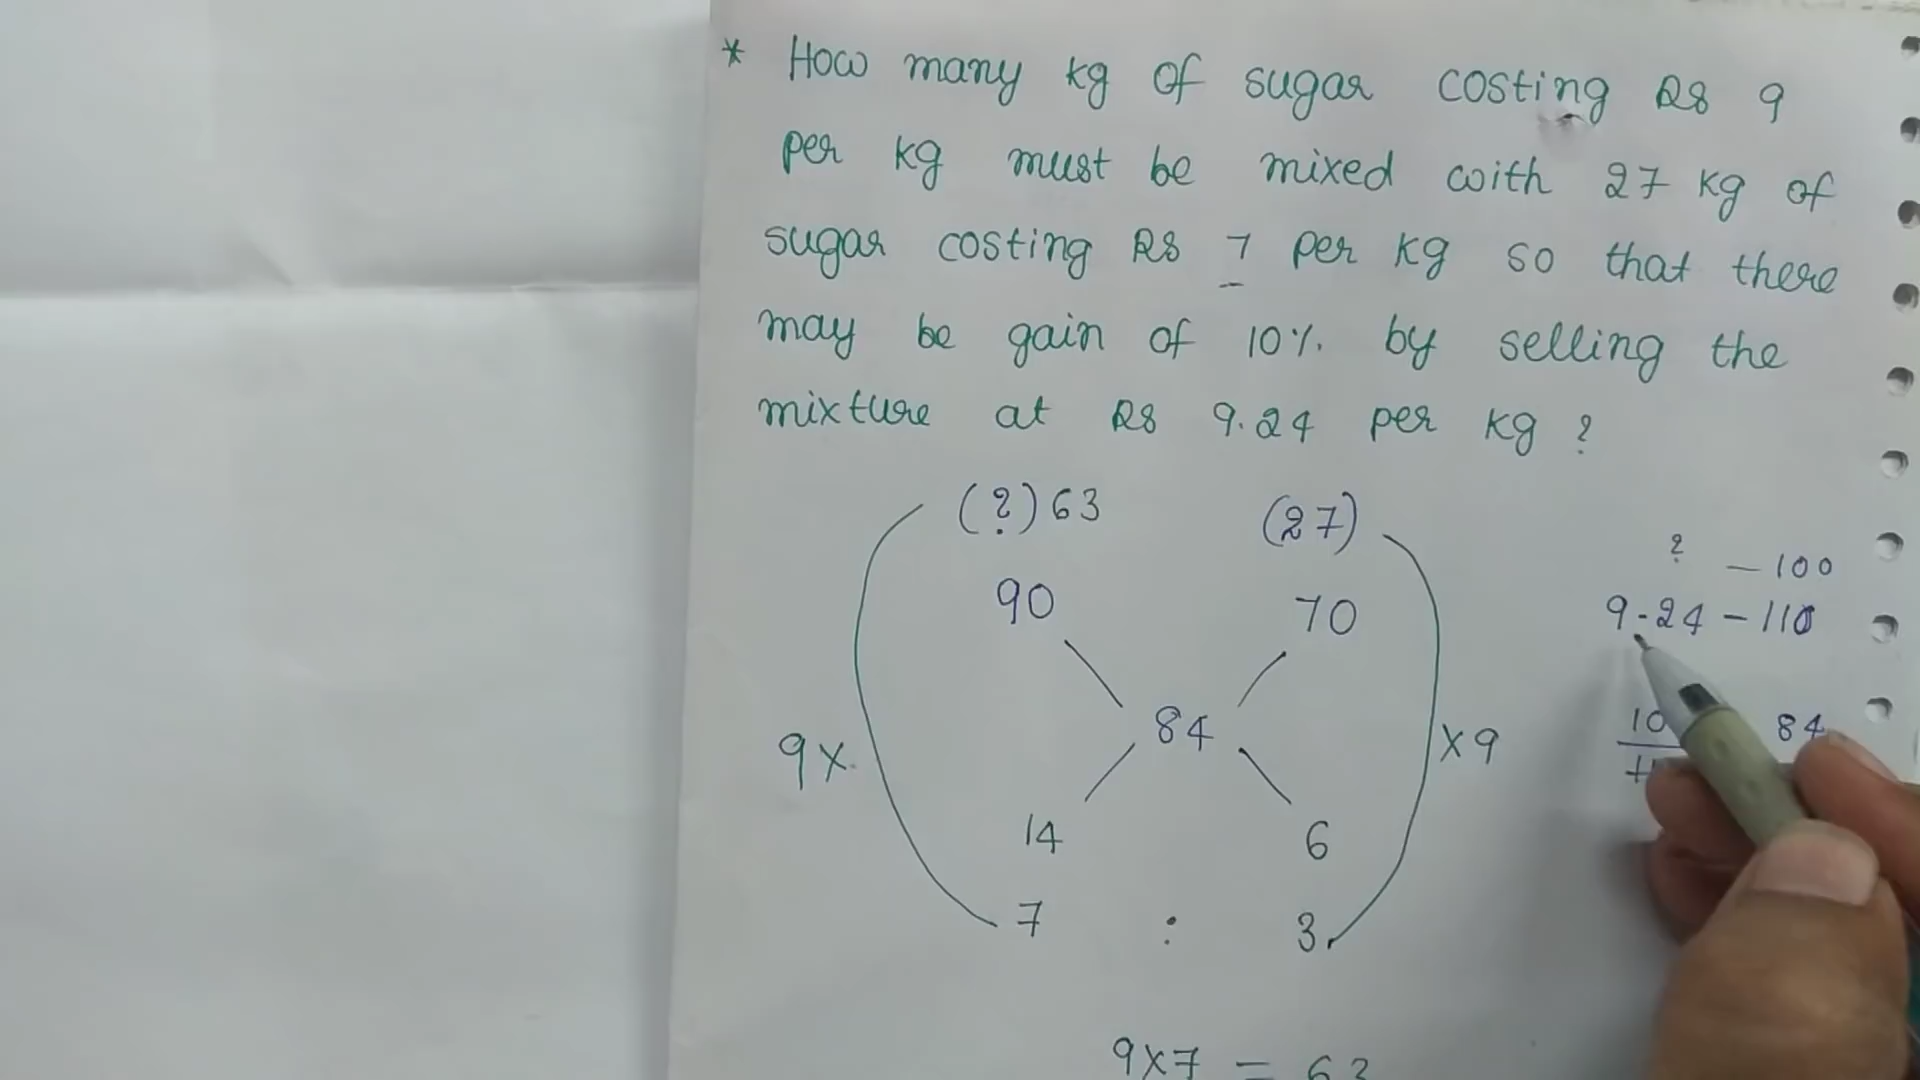 * How many kg of sugar costing Rs 9
per kg must be mixed with 27 kg of
sugar costing Rs 7 per kg so that there
may be gain of 10% by selling the
mixture at Rs 9.24 per kg ?
(?) 63 (27)
? — 100
90 70
9.24 — 110
84
10 84
9x x9
14 6
7 : 3
9x7 = 63